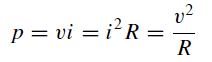 p = vi = i²R = v²/R